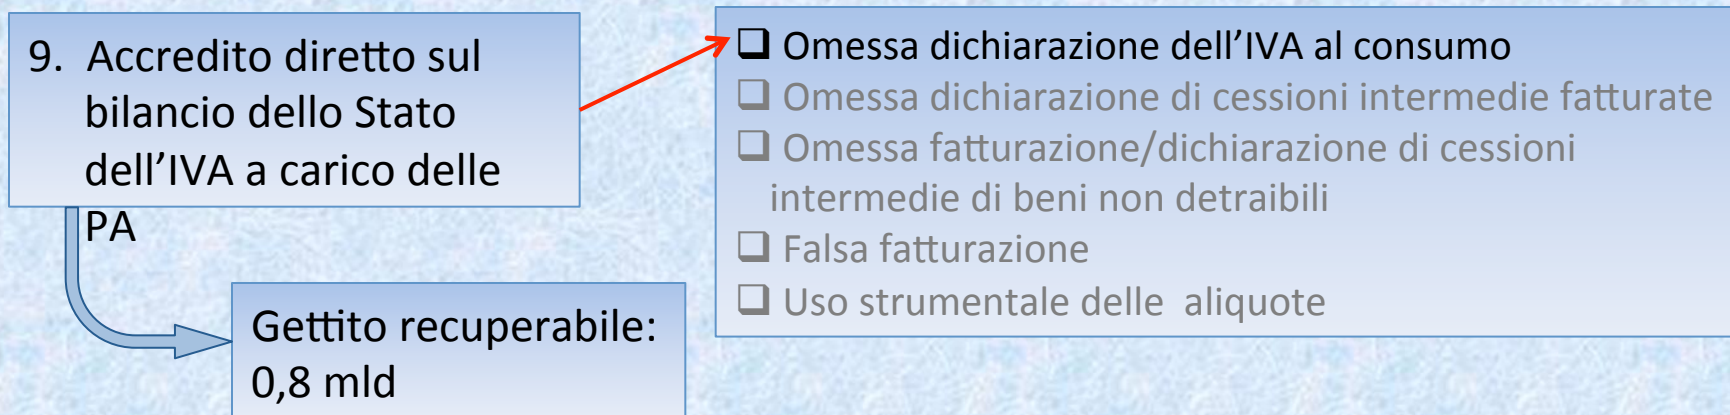 9. Accredito diretto sul
bilancio dello Stato
dell’IVA a carico delle
PA
Gettito recuperabile:
0,8 mld
❑ Omessa dichiarazione dell’IVA al consumo
❑ Omessa dichiarazione di cessioni intermedie fatturate
❑ Omessa fatturazione/dichiarazione di cessioni
intermedie di beni non detraibili
❑ Falsa fatturazione
❑ Uso strumentale delle aliquote